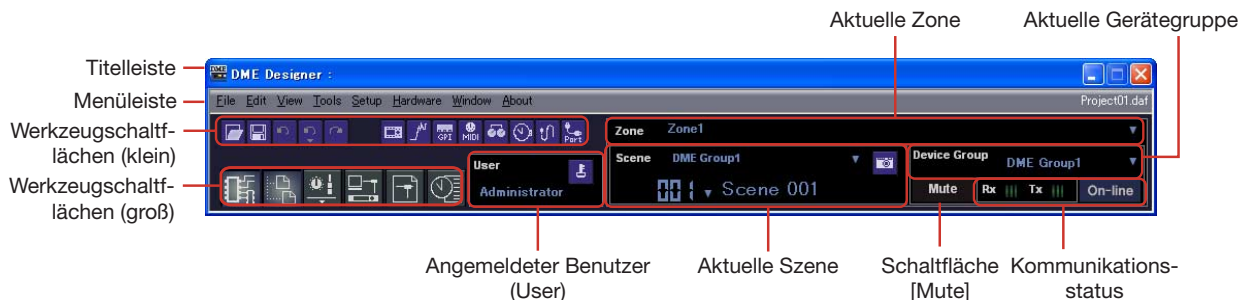 Aktuelle Zone
Aktuelle Gerätegruppe
Titelleiste
DME Designer :
Menüleiste
File Edit View Tools Setup Hardware Window About
Project01.daf
Werkzeugschaltf-
lächen (klein)
GPI
MIDI
Port
Zone Zone1
Werkzeugschaltf-
lächen (groß)
User
Administrator
Scene DME Group1
001 Scene 001
Device Group DME Group1
Mute Rx Tx On-line
Angemeldeter Benutzer
(User)
Aktuelle Szene
Schaltfläche
[Mute]
Kommunikations-
status